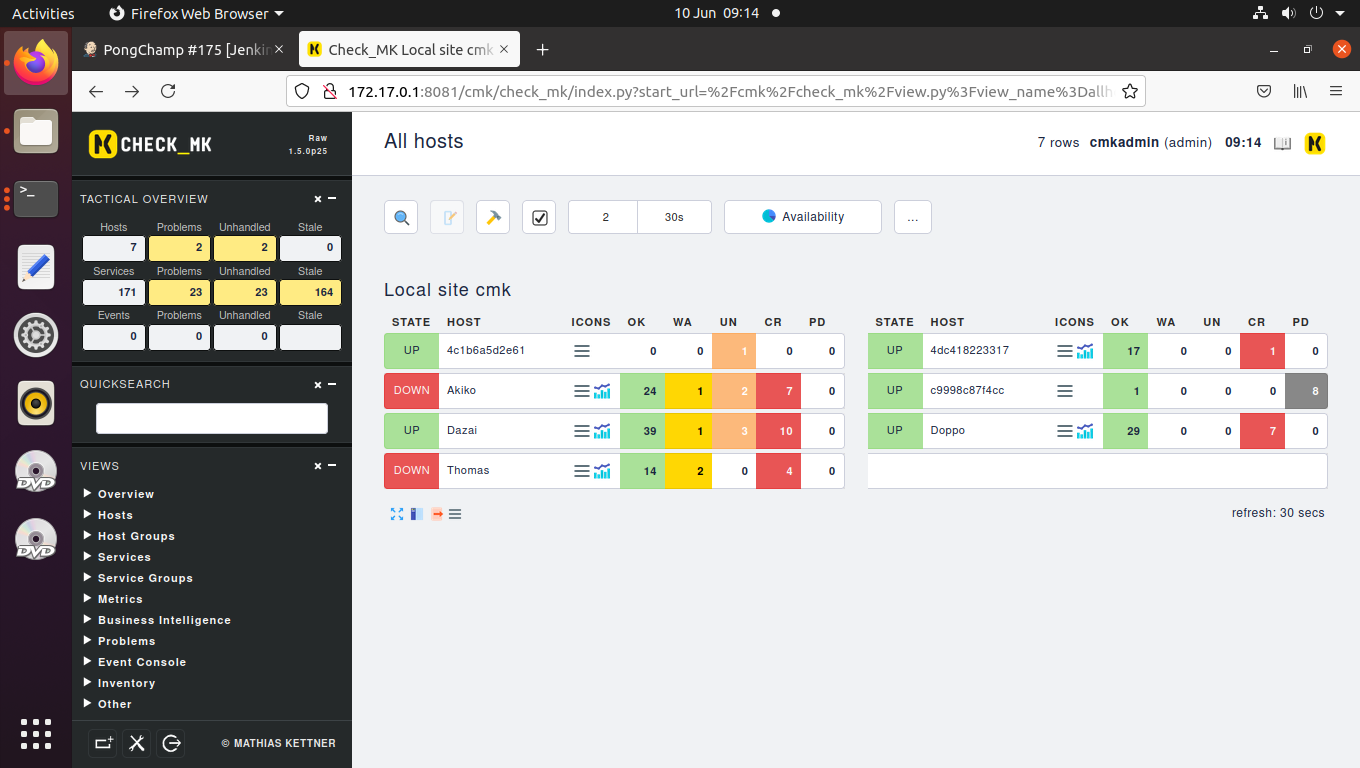 Activities Firefox Web Browser 10 Jun 09:14
PongChamp #175 [Jenkin
Check_MK Local site cmk
172.17.0.1:8081/cmk/check_mk/index.py?start_url=%2Fcmk%2Fcheck_mk%2Fview.py%3Fview_name%3Dallh
CHECK_MK
Raw
1.5.0p25
TACTICAL OVERVIEW
Hosts Problems Unhandled Stale
7 2 2 0
Services Problems Unhandled Stale
171 23 23 164
Events Problems Unhandled Stale
0 0 0
QUICKSEARCH
VIEWS
Overview
Hosts
Host Groups
Services
Service Groups
Metrics
Business Intelligence
Problems
Event Console
Inventory
Other
© MATHIAS KETTNER
All hosts
7 rows cmkadmin (admin) 09:14
2 30s Availability ...
Local site cmk
STATE HOST ICONS OK WA UN CR PD
UP 4c1b6a5d2e61 0 0 1 0 0
DOWN Akiko 24 1 2 7 0
UP Dazai 39 1 3 10 0
DOWN Thomas 14 2 0 4 0
STATE HOST ICONS OK WA UN CR PD
UP 4dc418223317 17 0 0 1 0
UP c9998c87f4cc 1 0 0 0 8
UP Doppo 29 0 0 7 0
refresh: 30 secs
>_
DVD
DVD